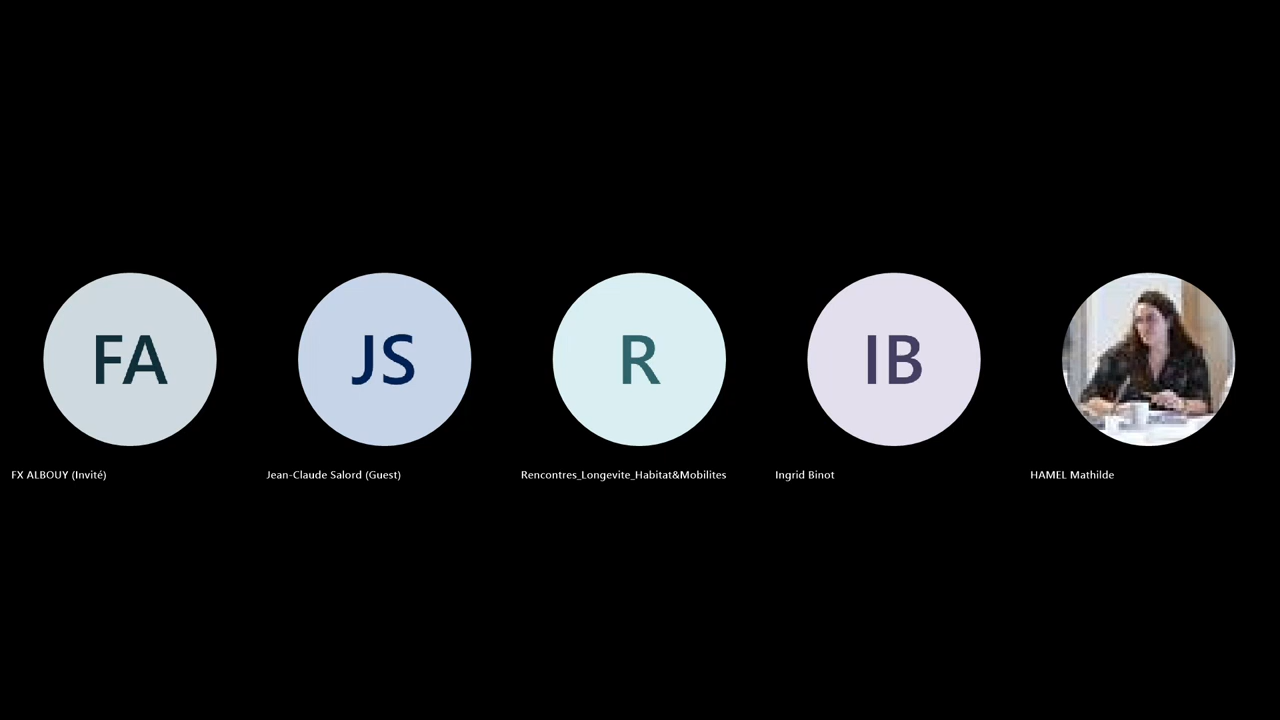 FA
JS
R
IB
FX ALBOUY (Invité)
Jean-Claude Salord (Guest)
Rencontres_Longevite_Habitat&Mobilites
Ingrid Binot
HAMEL Mathilde